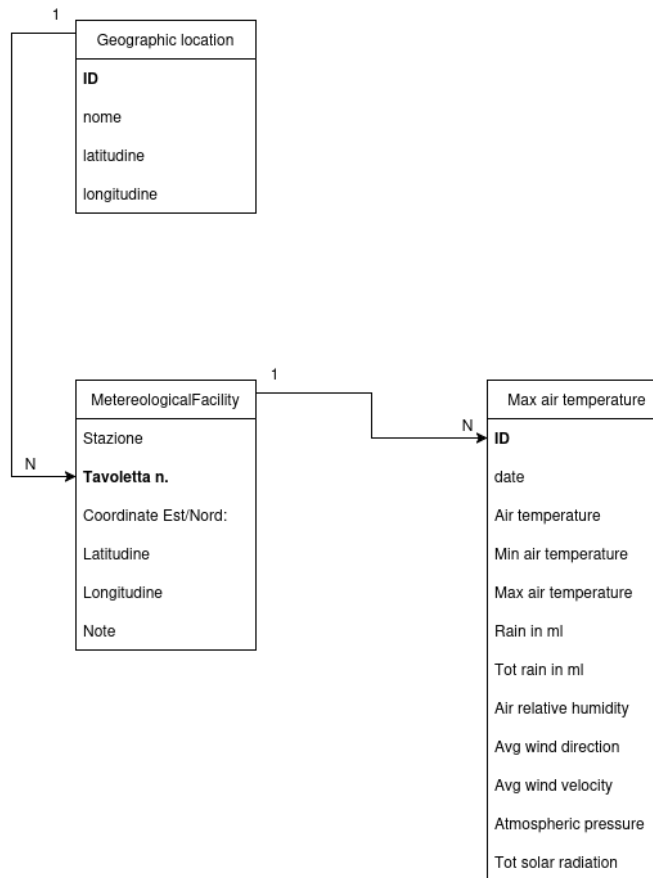 1
Geographic location
ID
nome
latitudine
longitudine
1
MetereologicalFacility
Max air temperature
Stazione
N
ID
N
Tavoletta n.
date
Coordinate Est/Nord:
Air temperature
Latitudine
Min air temperature
Longitudine
Max air temperature
Note
Rain in ml
Tot rain in ml
Air relative humidity
Avg wind direction
Avg wind velocity
Atmospheric pressure
Tot solar radiation